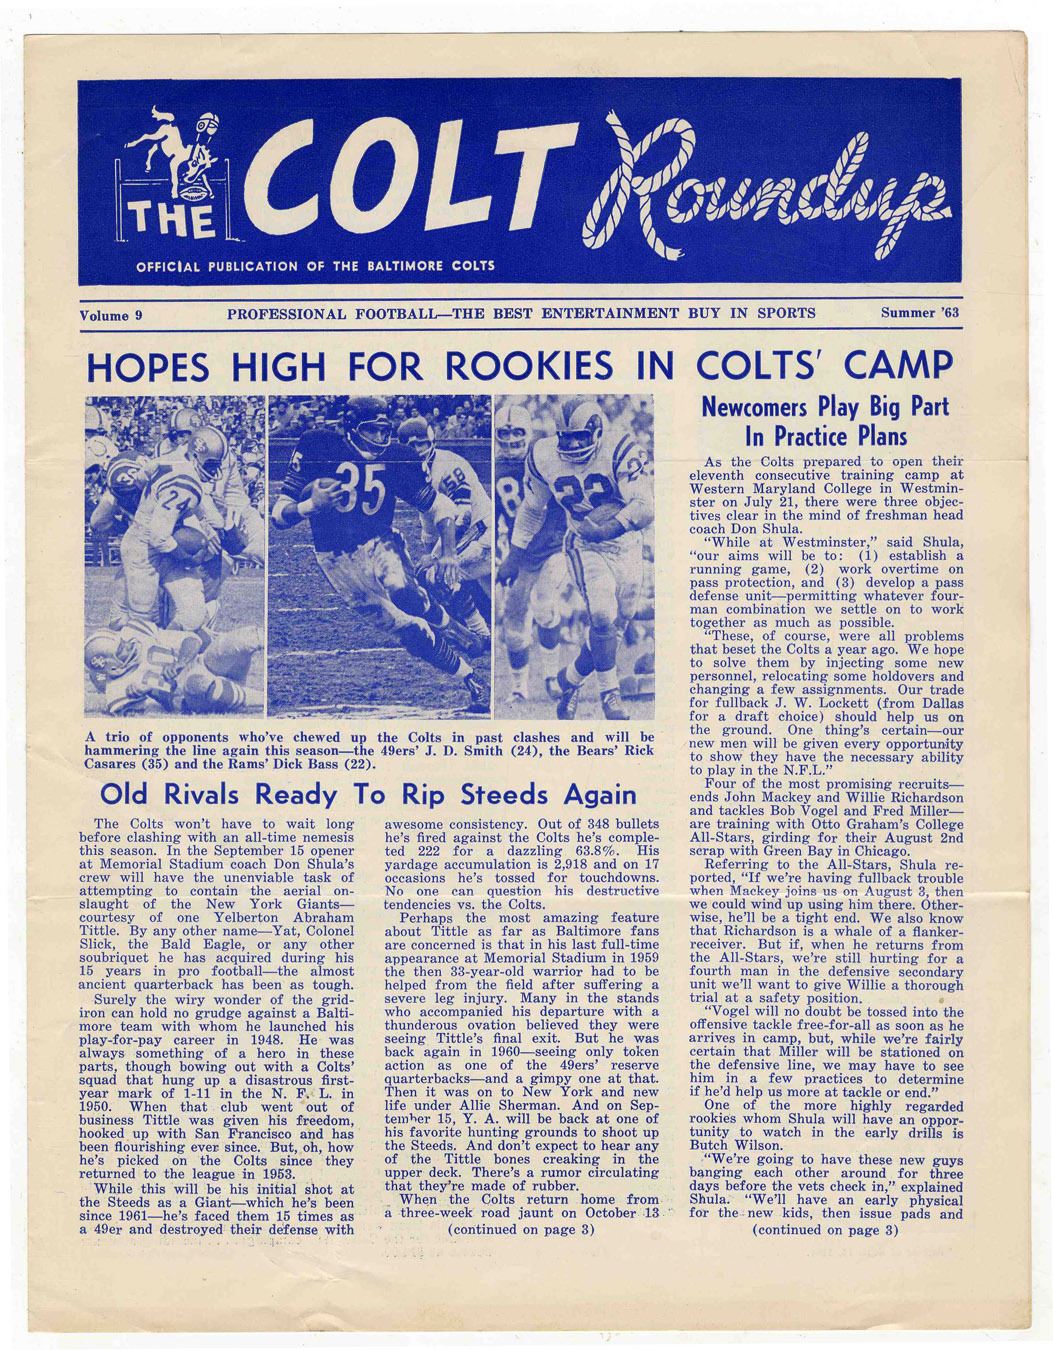 THE COLT Roundup
OFFICIAL PUBLICATION OF THE BALTIMORE COLTS
Volume 9 PROFESSIONAL FOOTBALL—THE BEST ENTERTAINMENT BUY IN SPORTS Summer '63
HOPES HIGH FOR ROOKIES IN COLTS' CAMP
24
80
35
58
22
A trio of opponents who've chewed up the Colts in past clashes and will be
hammering the line again this season—the 49ers' J. D. Smith (24), the Bears' Rick
Casares (35) and the Rams' Dick Bass (22).
Old Rivals Ready To Rip Steeds Again
The Colts won't have to wait long
before clashing with an all-time nemesis
this season. In the September 15 opener
at Memorial Stadium coach Don Shula's
crew will have the unenviable task of
attempting to contain the aerial on-
slaught of the New York Giants—
courtesy of one Yelberton Abraham
Tittle. By any other name—Yat, Colonel
Slick, the Bald Eagle, or any other
soubriquet he has acquired during his
15 years in pro football—the almost
ancient quarterback has been as tough.
Surely the wiry wonder of the grid-
iron can hold no grudge against a Balti-
more team with whom he launched his
play-for-pay career in 1948. He was
always something of a hero in these
parts, though bowing out with a Colts'
squad that hung up a disastrous first-
year mark of 1-11 in the N. F. L. in
1950. When that club went out of
business Tittle was given his freedom,
hooked up with San Francisco and has
been flourishing ever since. But, oh, how
he's picked on the Colts since they
returned to the league in 1953.
While this will be his initial shot at
the Steeds as a Giant—which he's been
since 1961—he's faced them 15 times as
a 49er and destroyed their defense with
awesome consistency. Out of 348 bullets
he's fired against the Colts he's comple-
ted 222 for a dazzling 63.8%. His
yardage accumulation is 2,918 and on 17
occasions he's tossed for touchdowns.
No one can question his destructive
tendencies vs. the Colts.
Perhaps the most amazing feature
about Tittle as far as Baltimore fans
are concerned is that in his last full-time
appearance at Memorial Stadium in 1959
the then 33-year-old warrior had to be
helped from the field after suffering a
severe leg injury. Many in the stands
who accompanied his departure with a
thunderous ovation believed they were
seeing Tittle's final exit. But he was
back again in 1960—seeing only token
action as one of the 49ers' reserve
quarterbacks—and a gimpy one at that.
Then it was on to New York and new
life under Allie Sherman. And on Sep-
tember 15, Y. A. will be back at one of
his favorite hunting grounds to shoot up
the Steeds. And don't expect to hear any
of the Tittle bones creaking in the
upper deck. There's a rumor circulating
that they're made of rubber.
When the Colts return home from
a three-week road jaunt on October 13
(continued on page 3)
Newcomers Play Big Part
In Practice Plans
As the Colts prepared to open their
eleventh consecutive training camp at
Western Maryland College in Westmin-
ster on July 21, there were three objec-
tives clear in the mind of freshman head
coach Don Shula.
"While at Westminster," said Shula,
"our aims will be to: (1) establish a
running game, (2) work overtime on
pass protection, and (3) develop a pass
defense unit—permitting whatever four-
man combination we settle on to work
together as much as possible.
"These, of course, were all problems
that beset the Colts a year ago. We hope
to solve them by injecting some new
personnel, relocating some holdovers and
changing a few assignments. Our trade
for fullback J. W. Lockett (from Dallas
for a draft choice) should help us on
the ground. One thing's certain—our
new men will be given every opportunity
to show they have the necessary ability
to play in the N.F.L."
Four of the most promising recruits—
ends John Mackey and Willie Richardson
and tackles Bob Vogel and Fred Miller—
are training with Otto Graham's College
All-Stars, girding for their August 2nd
scrap with Green Bay in Chicago.
Referring to the All-Stars, Shula re-
ported, "If we're having fullback trouble
when Mackey joins us on August 3, then
we could wind up using him there. Other-
wise, he'll be a tight end. We also know
that Richardson is a whale of a flanker-
receiver. But if, when he returns from
the All-Stars, we're still hurting for a
fourth man in the defensive secondary
unit we'll want to give Willie a thorough
trial at a safety position.
"Vogel will no doubt be tossed into the
offensive tackle free-for-all as soon as he
arrives in camp, but, while we're fairly
certain that Miller will be stationed on
the defensive line, we may have to see
him in a few practices to determine
if he'd help us more at tackle or end."
One of the more highly regarded
rookies whom Shula will have an oppor-
tunity to watch in the early drills is
Butch Wilson.
"We're going to have these new guys
banging each other around for three
days before the vets check in," explained
Shula. "We'll have an early physical
for the new kids, then issue pads and
(continued on page 3)